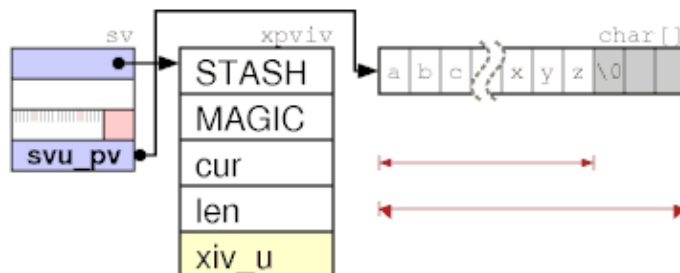 sv xpviv char[]
STASH a b c x y z \0
MAGIC
cur
svu_pv
len
xiv_u